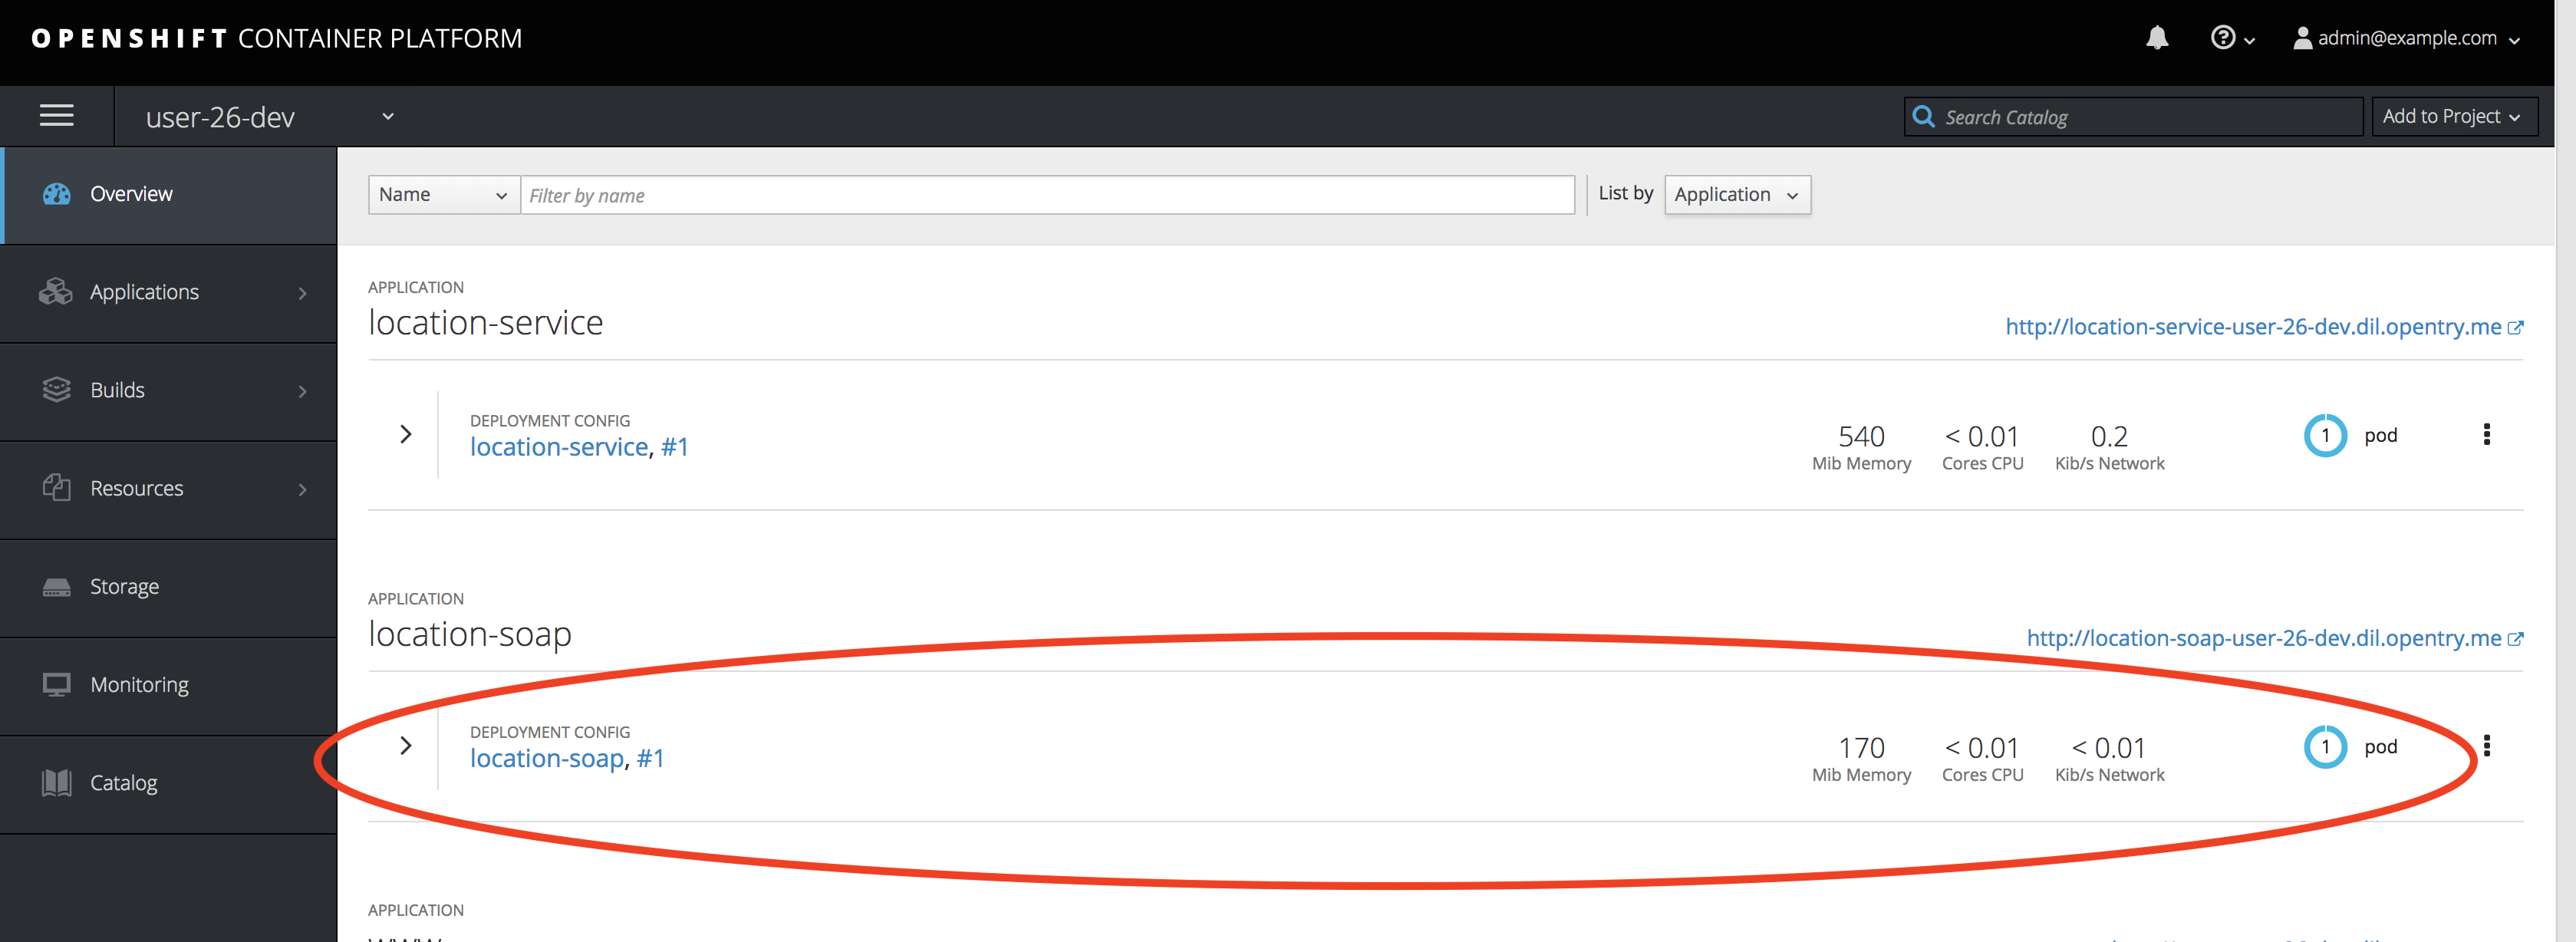 OPENSHIFT CONTAINER PLATFORM
admin@example.com
user-26-dev
Search Catalog
Add to Project
Overview
Applications
Builds
Resources
Storage
Monitoring
Catalog
Name
Filter by name
List by
Application
APPLICATION
location-service
http://location-service-user-26-dev.dil.opentry.me
DEPLOYMENT CONFIG
location-service, #1
540
Mib Memory
< 0.01
Cores CPU
0.2
Kib/s Network
1 pod
APPLICATION
location-soap
http://location-soap-user-26-dev.dil.opentry.me
DEPLOYMENT CONFIG
location-soap, #1
170
Mib Memory
< 0.01
Cores CPU
< 0.01
Kib/s Network
1 pod
APPLICATION